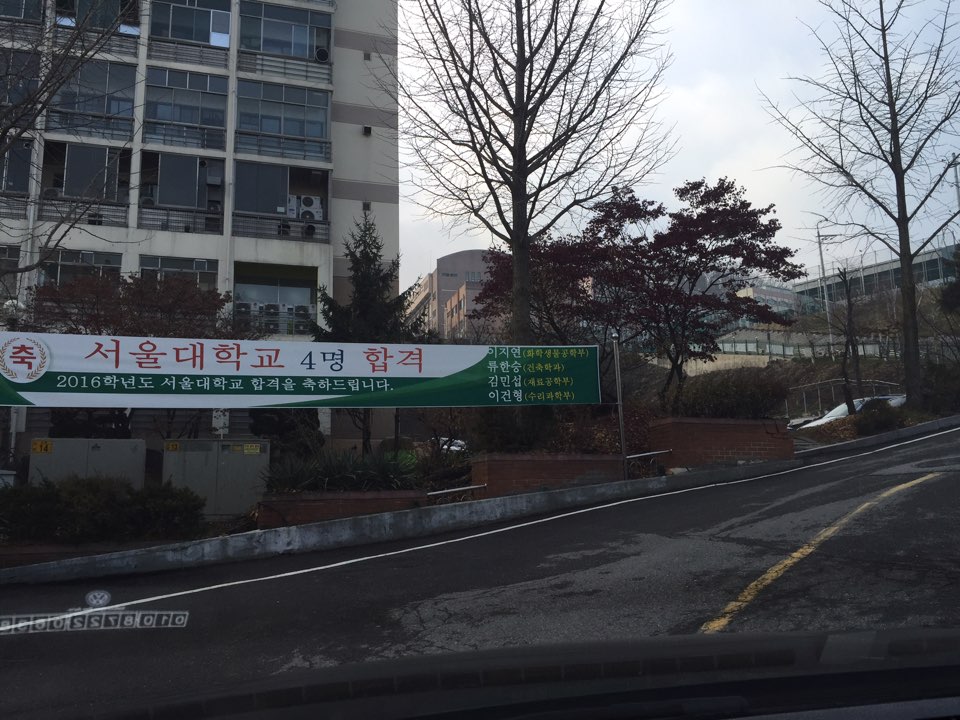 축
서울대학교 4명 합격
2016학년도 서울대학교 합격을 축하드립니다.
이지연(화학생물공학부)
류한승(건축학과)
김민섭(재료공학부)
이건형(수리과학부)
14
13